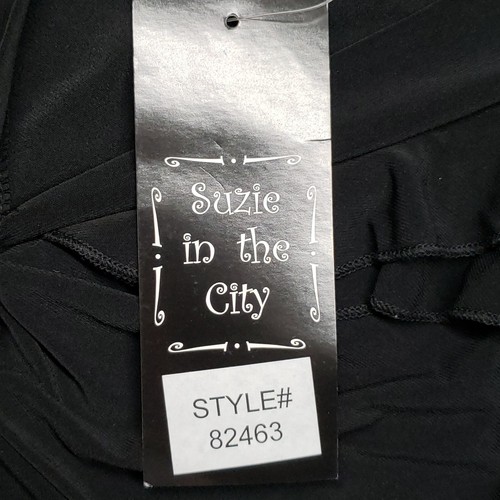 Suzie
in the
City
STYLE#
82463